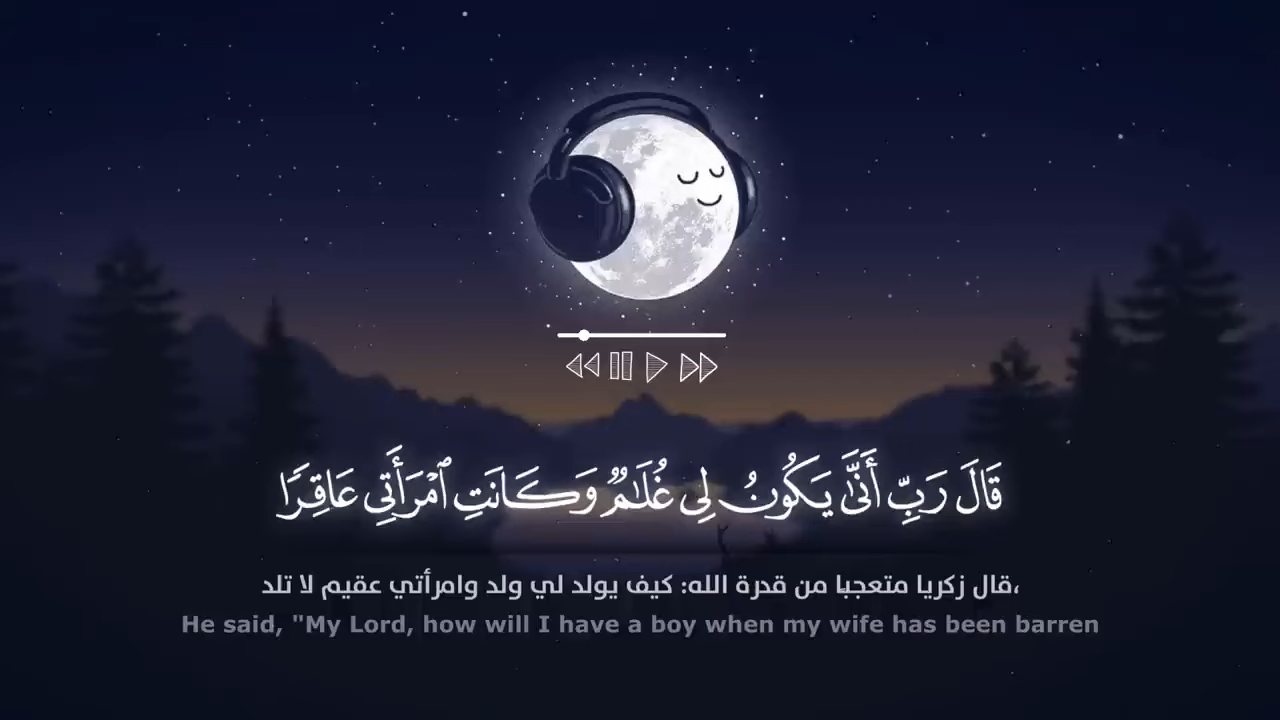 قَالَ رَبِّ أَنَّىٰ يَكُونُ لِى غُلَـٰمٌ وَكَانَتِ ٱمْرَأَتِى عَاقِرًا
قال زكريا متعجبا من قدرة الله: كيف يولد لي ولد وامرأتي عقيم لا تلد،
He said, "My Lord, how will I have a boy when my wife has been barren